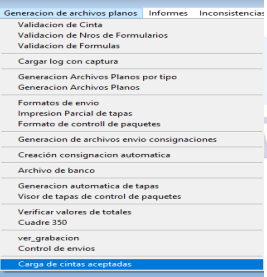 Generacion de archivos planos Informes Inconsistencias
Validacion de Cinta
Validacion de Nros de Formularios
Validacion de Formulas
Cargar log con captura
Generacion Archivos Planos por tipo
Generacion Archivos Planos
Formatos de envio
Impresion Parcial de tapas
Formato de controll de paquetes
Generacion de archivos envio consignaciones
Creación consignacion automatica
Archivo de banco
Generacion automatica de tapas
Visor de tapas de control de paquetes
Verificar valores de totales
Cuadre 350
ver_grabacion
Control de envios
Carga de cintas aceptadas